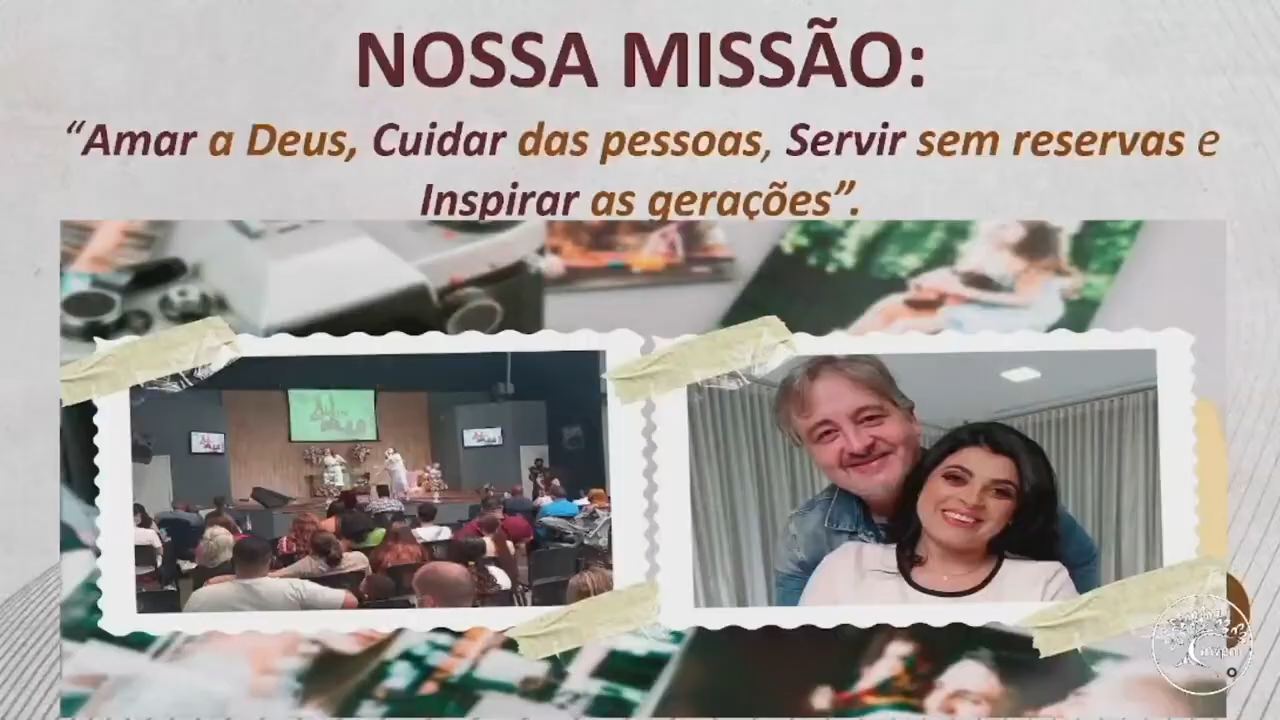 NOSSA MISSÃO:
“Amar a Deus, Cuidar das pessoas, Servir sem reservas e
Inspirar as gerações”.